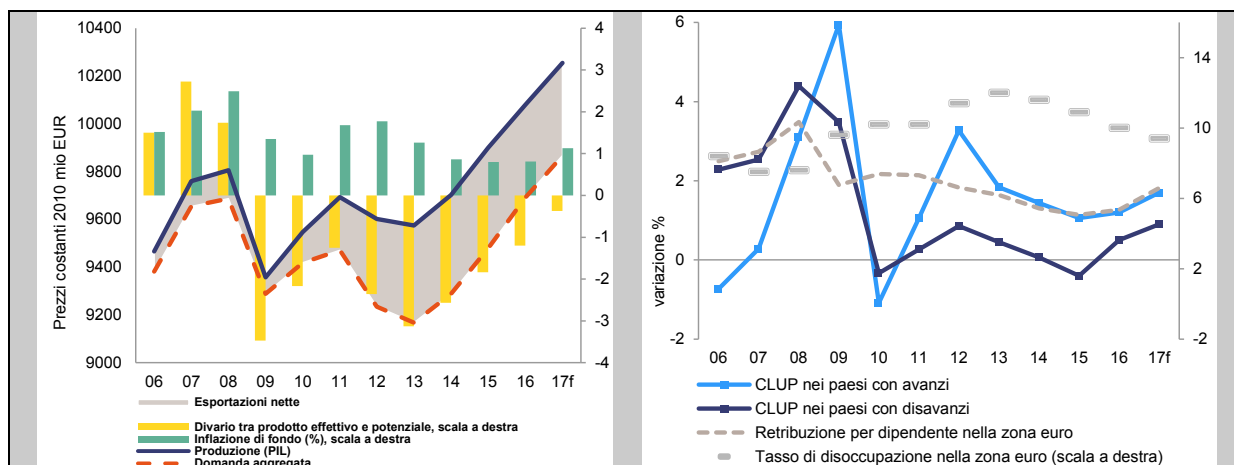 10400
10200
10000
9800
9600
9400
9200
9000
Prezzi costanti 2010 mio EUR
4
3
2
1
0
-1
-2
-3
-4
06 07 08 09 10 11 12 13 14 15 16 17f
Esportazioni nette
Divario tra prodotto effettivo e potenziale, scala a destra
Inflazione di fondo (%), scala a destra
Produzione (PIL)
Domanda aggregata
6
4
2
0
-2
variazione %
14
10
6
2
-2
06 07 08 09 10 11 12 13 14 15 16 17f
CLUP nei paesi con avanzi
CLUP nei paesi con disavanzi
Retribuzione per dipendente nella zona euro
Tasso di disoccupazione nella zona euro (scala a destra)